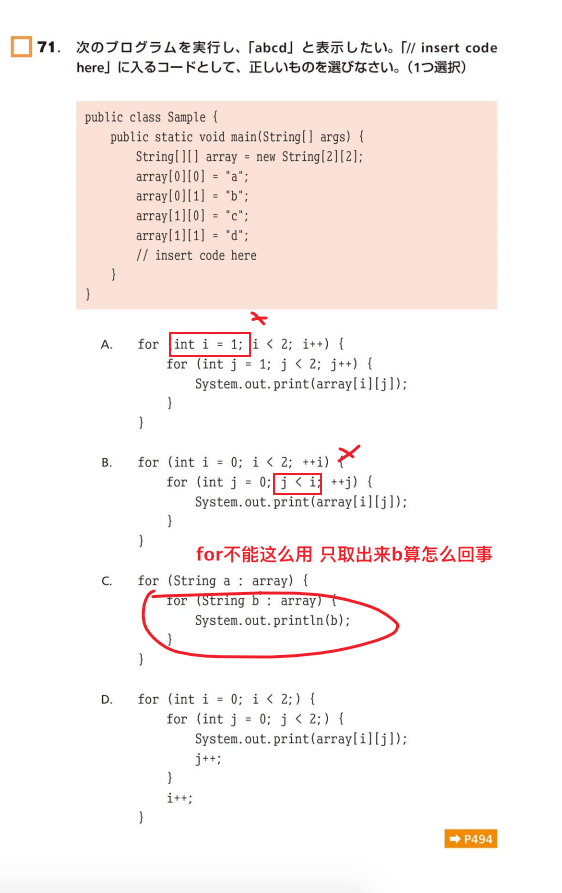 71. 次のプログラムを実行し、「abcd」と表示したい。「// insert code
here」に入るコードとして、正しいものを選びなさい。（1つ選択）
public class Sample {
public static void main(String[] args) {
String[][] array = new String[2][2];
array[0][0] = "a";
array[0][1] = "b";
array[1][0] = "c";
array[1][1] = "d";
// insert code here
}
}
A. for (int i = 1; i < 2; i++) {
for (int j = 1; j < 2; j++) {
System.out.print(array[i][j]);
}
}
B. for (int i = 0; i < 2; ++i) {
for (int j = 0; j < i; ++j) {
System.out.print(array[i][j]);
}
}
for不能这么用 只取出来b算怎么回事
C. for (String a : array) {
for (String b : array) {
System.out.println(b);
}
}
D. for (int i = 0; i < 2;) {
for (int j = 0; j < 2;) {
System.out.print(array[i][j]);
j++;
}
i++;
}
➡ P494